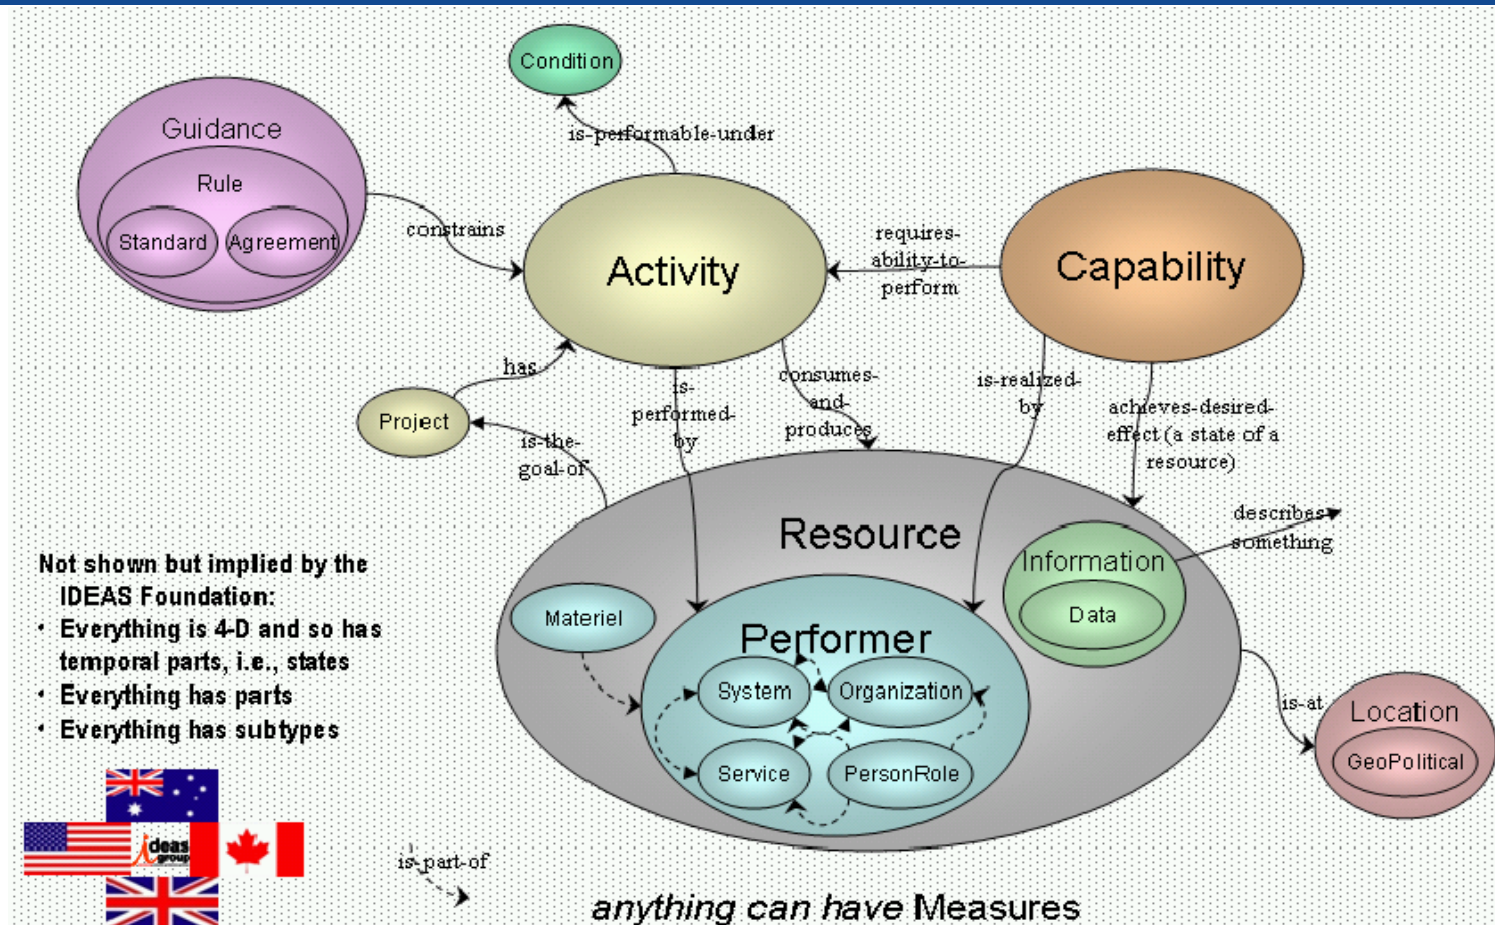 Condition
is-performable-under
Guidance
Rule
Standard
Agreement
constrains
Activity
requires-
ability-to-
perform
Capability
has
Project
is-the-
goal-of
is-
performed-
by
consumes-
and-
produces
is-realized-
by
achieves-desired-
effect (a state of a
resource)
Resource
describes
something
Information
Data
Materiel
Performer
System
Organization
Service
PersonRole
is-at
Location
GeoPolitical
Not shown but implied by the
IDEAS Foundation:
• Everything is 4-D and so has
temporal parts, i.e., states
• Everything has parts
• Everything has subtypes
ideas
group
is-part-of
anything can have Measures